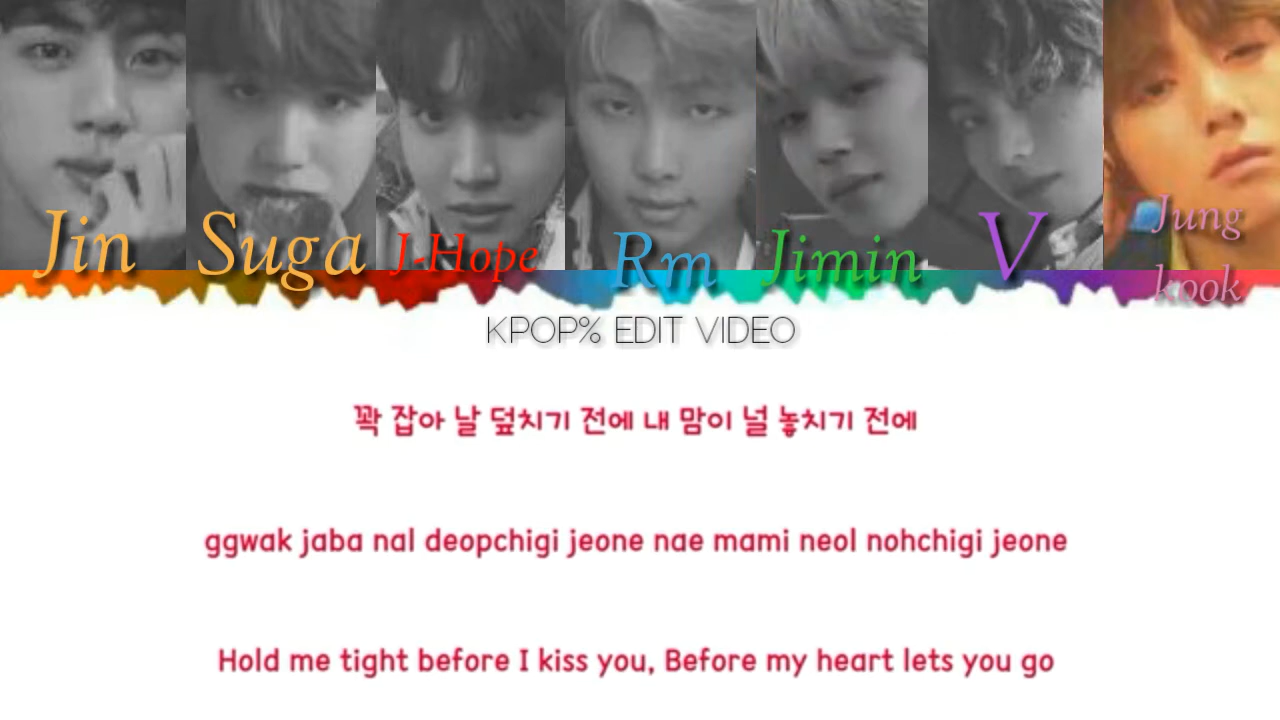 Jin Suga J-Hope Rm Jimin V Jung
kook
KPOP% EDIT VIDEO
꽉 잡아 날 덮치기 전에 내 맘이 널 놓치기 전에
ggwak jaba nal deopchigi jeone nae mami neol nohchigi jeone
Hold me tight before I kiss you, Before my heart lets you go